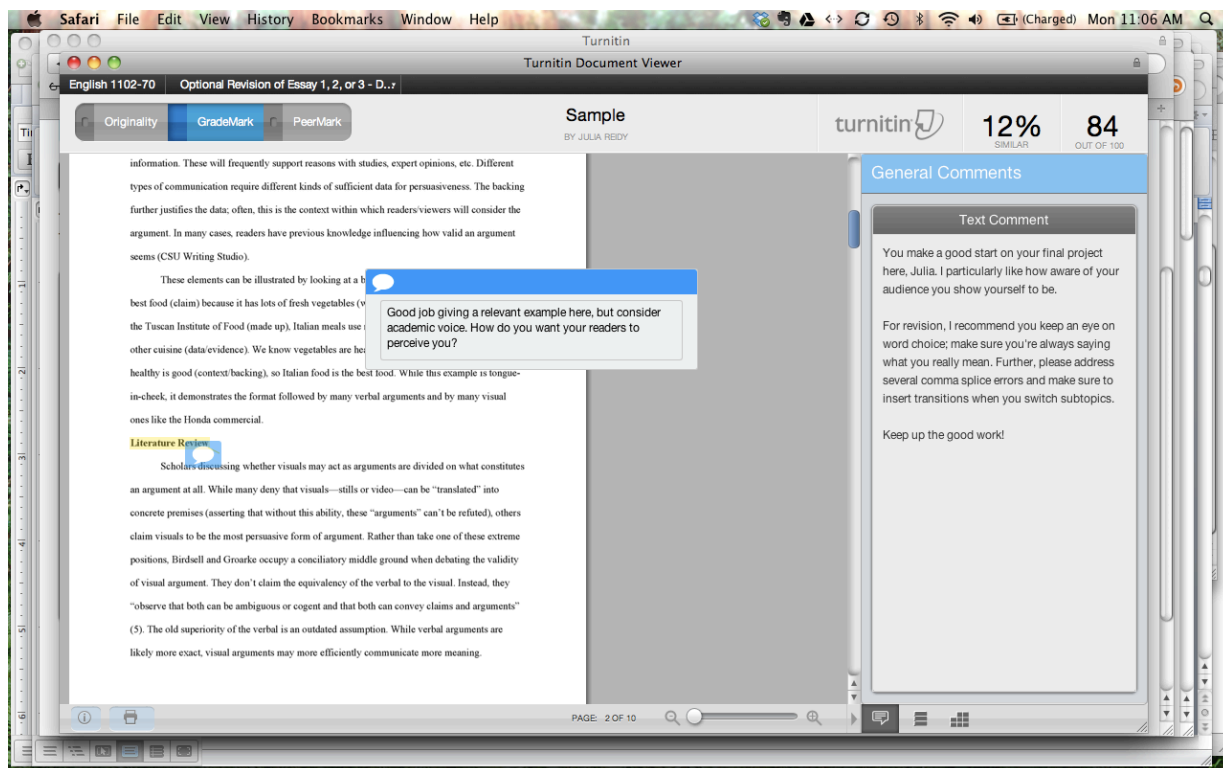 Safari File Edit View History Bookmarks Window Help (Charged) Mon 11:06 AM
Turnitin
Turnitin Document Viewer
English 1102-70 Optional Revision of Essay 1, 2, or 3 - D...
Originality GradeMark PeerMark
Sample
BY JULIA REIDY
turnitin
12%
SIMILAR
84
OUT OF 100
information. These will frequently support reasons with studies, expert opinions, etc. Different
types of communication require different kinds of sufficient data for persuasiveness. The backing
further justifies the data; often, this is the context within which readers/viewers will consider the
argument. In many cases, readers have previous knowledge influencing how valid an argument
seems (CSU Writing Studio).
These elements can be illustrated by looking at a
best food (claim) because it has lots of fresh vegetables
the Tuscan Institute of Food (made up), Italian meals use
other cuisine (data/evidence). We know vegetables are
healthy is good (context/backing), so Italian food is the best food. While this example is tongue-
in-cheek, it demonstrates the format followed by many verbal arguments and by many visual
ones like the Honda commercial.
Good job giving a relevant example here, but consider
academic voice. How do you want your readers to
perceive you?
Literature Review
Scholars discussing whether visuals may act as arguments are divided on what constitutes
an argument at all. While many deny that visuals—stills or video—can be “translated” into
concrete premises (asserting that without this ability, these “arguments” can’t be refuted), others
claim visuals to be the most persuasive form of argument. Rather than take one of these extreme
positions, Birdsell and Groarke occupy a conciliatory middle ground when debating the validity
of visual argument. They don’t claim the equivalency of the verbal to the visual. Instead, they
“observe that both can be ambiguous or cogent and that both can convey claims and arguments”
(5). The old superiority of the verbal is an outdated assumption. While verbal arguments are
likely more exact, visual arguments may more efficiently communicate more meaning.
General Comments
Text Comment
You make a good start on your final project
here, Julia. I particularly like how aware of your
audience you show yourself to be.
For revision, I recommend you keep an eye on
word choice; make sure you're always saying
what you really mean. Further, please address
several comma splice errors and make sure to
insert transitions when you switch subtopics.
Keep up the good work!
PAGE: 2 OF 10